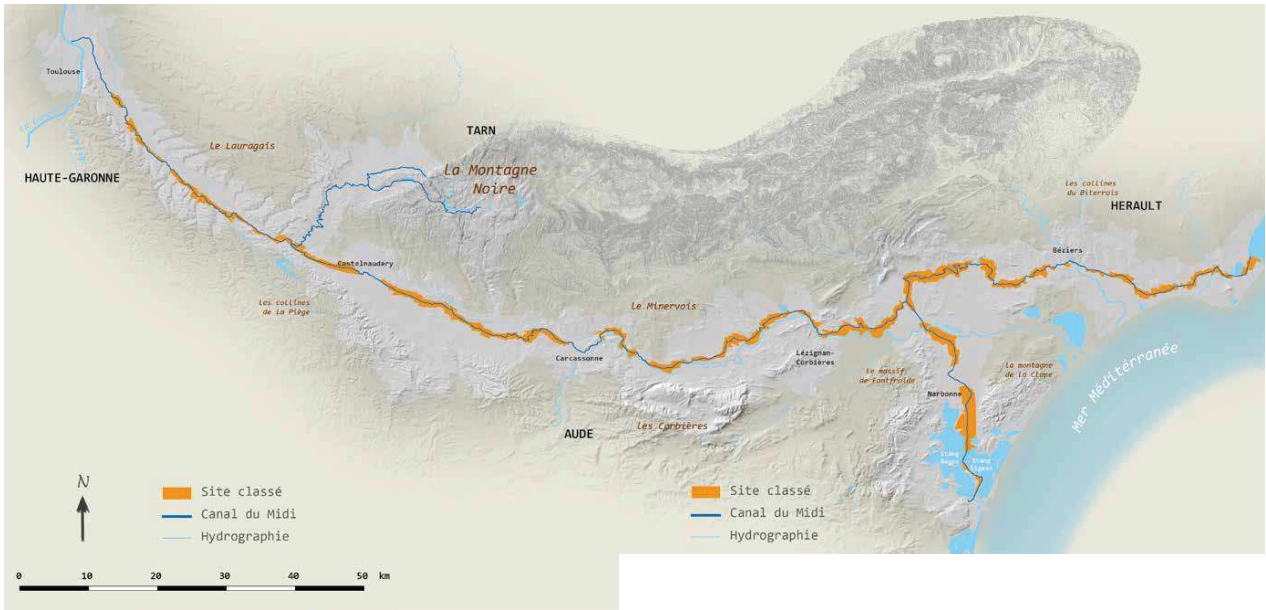 Toulouse
le Lauragais
TARN
HAUTE-GARONNE
la Montagne
Noire
les collines
du Biterrois
HERAULT
Béziers
Castelnaudary
les collines
de la Piège
le Minervois
Carcassonne
Lézignan-
Corbières
le massif
de Fontfroide
la montagne
de la Clape
Mer Méditérranée
Narbonne
AUDE
les Corbières
N
Site classé
Canal du Midi
Hydrographie
Site classé
Canal du Midi
Hydrographie
0 10 20 30 40 50 km